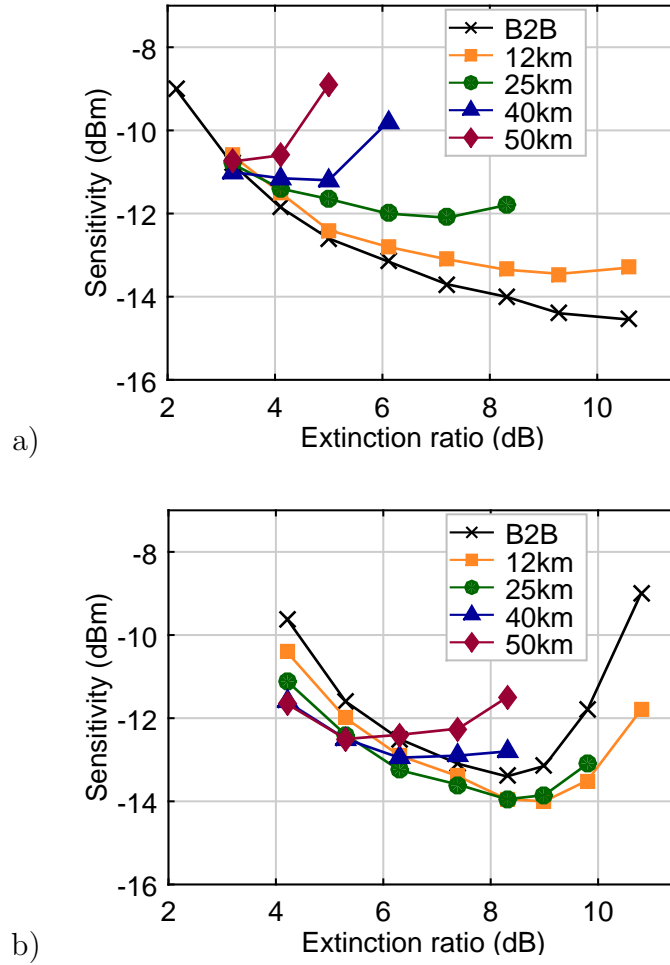 B2B
12km
25km
40km
50km
-8
-10
-12
-14
-16
2
4
6
8
10
Sensitivity (dBm)
Extinction ratio (dB)
a)
B2B
12km
25km
40km
50km
-8
-10
-12
-14
-16
2
4
6
8
10
Sensitivity (dBm)
Extinction ratio (dB)
b)